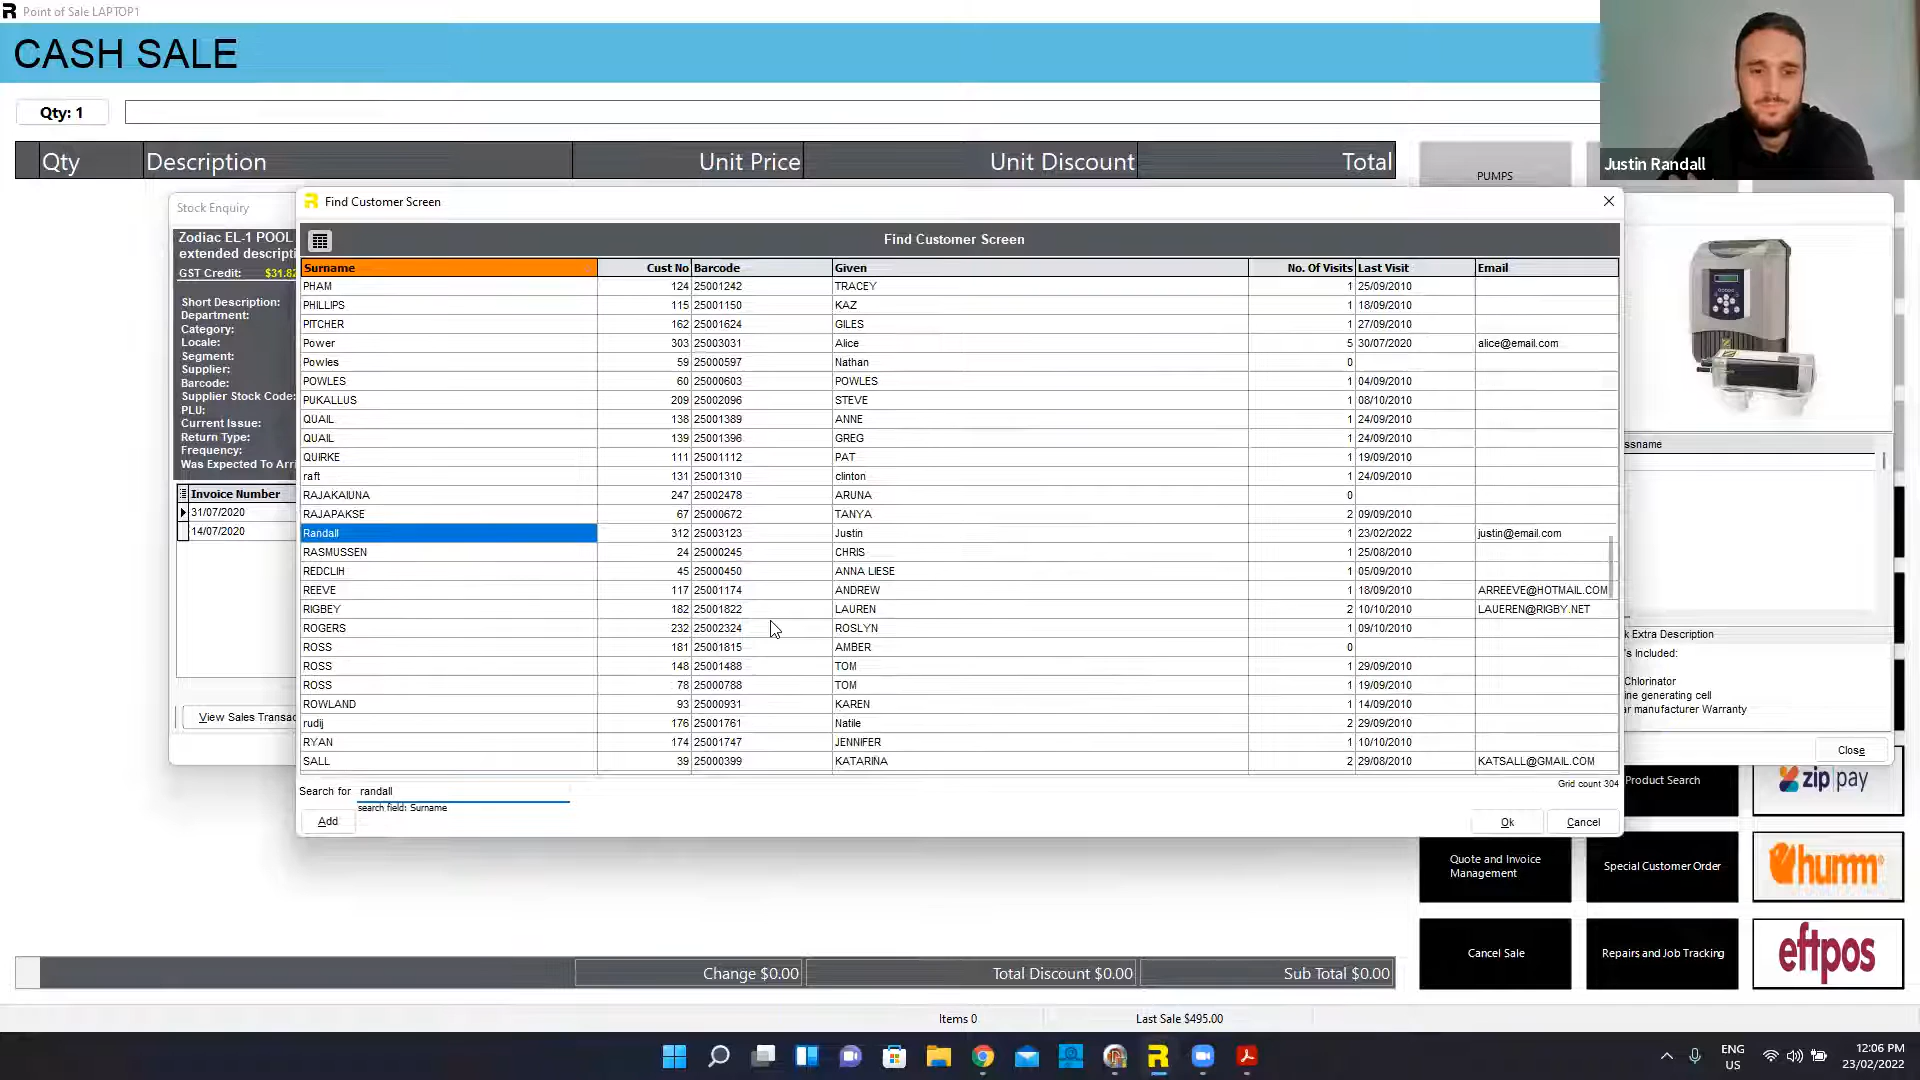 Point of Sale LAPTOP1
CASH SALE
Qty: 1
Qty Description Unit Price Unit Discount Total
PUMPS
Justin Randall
Stock Enquiry
Zodiac EL-1 POOL
extended descripti
GST Credit: $31.82
Short Description:
Department:
Category:
Locale:
Segment:
Supplier:
Barcode:
Supplier Stock Code:
PLU:
Current Issue:
Return Type:
Frequency:
Was Expected To Arri
Invoice Number
31/07/2020
14/07/2020
View Sales Transac
Find Customer Screen
Find Customer Screen
Surname Cust No Barcode Given No. Of Visits Last Visit Email
PHAM 124 25001242 TRACEY 1 25/09/2010
PHILLIPS 115 25001150 KAZ 1 18/09/2010
PITCHER 162 25001624 GILES 1 27/09/2010
Power 303 25003031 Alice 5 30/07/2020 alice@email.com
Powles 59 25000597 Nathan 0
POWLES 60 25000603 POWLES 1 04/09/2010
PUKALLUS 209 25002096 STEVE 1 08/10/2010
QUAIL 138 25001389 ANNE 1 24/09/2010
QUAIL 139 25001396 GREG 1 24/09/2010
QUIRKE 111 25001112 PAT 1 19/09/2010
raft 131 25001310 clinton 1 24/09/2010
RAJAKAIUNA 247 25002478 ARUNA 0
RAJAPAKSE 67 25000672 TANYA 2 09/09/2010
Randall 312 25003123 Justin 1 23/02/2022 justin@email.com
RASMUSSEN 24 25000245 CHRIS 1 25/08/2010
REDCLIH 45 25000450 ANNA LIESE 1 05/09/2010
REEVE 117 25001174 ANDREW 1 18/09/2010 ARREEVE@HOTMAIL.COM
RIGBEY 182 25001822 LAUREN 2 10/10/2010 LAUEREN@RIGBY.NET
ROGERS 232 25002324 ROSLYN 1 09/10/2010
ROSS 181 25001815 AMBER 0
ROSS 148 25001488 TOM 1 29/09/2010
ROSS 78 25000788 TOM 1 19/09/2010
ROWLAND 93 25000931 KAREN 1 14/09/2010
rudij 176 25001761 Natile 2 29/09/2010
RYAN 174 25001747 JENNIFER 1 10/10/2010
SALL 39 25000399 KATARINA 2 29/08/2010 KATSALL@GMAIL.COM
Search for randall
search field: Surname
Grid count 304
Add
Ok
Cancel
ssname
k Extra Description
's Included:
Chlorinator
ine generating cell
ar manufacturer Warranty
Close
Product Search
zip pay
Quote and Invoice
Management
Special Customer Order
humm
Cancel Sale
Repairs and Job Tracking
eftpos
Change $0.00 Total Discount $0.00 Sub Total $0.00
Items 0 Last Sale $495.00
ENG
US
12:06 PM
23/02/2022